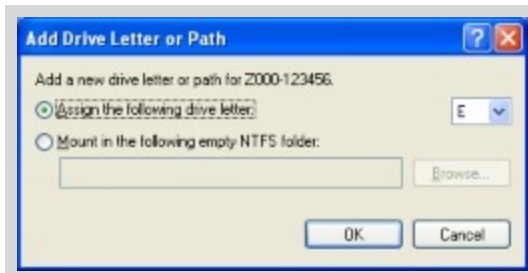 Add Drive Letter or Path
Add a new drive letter or path for Z000-123456.
Assign the following drive letter: E
Mount in the following empty NTFS folder:
Browse...
OK Cancel